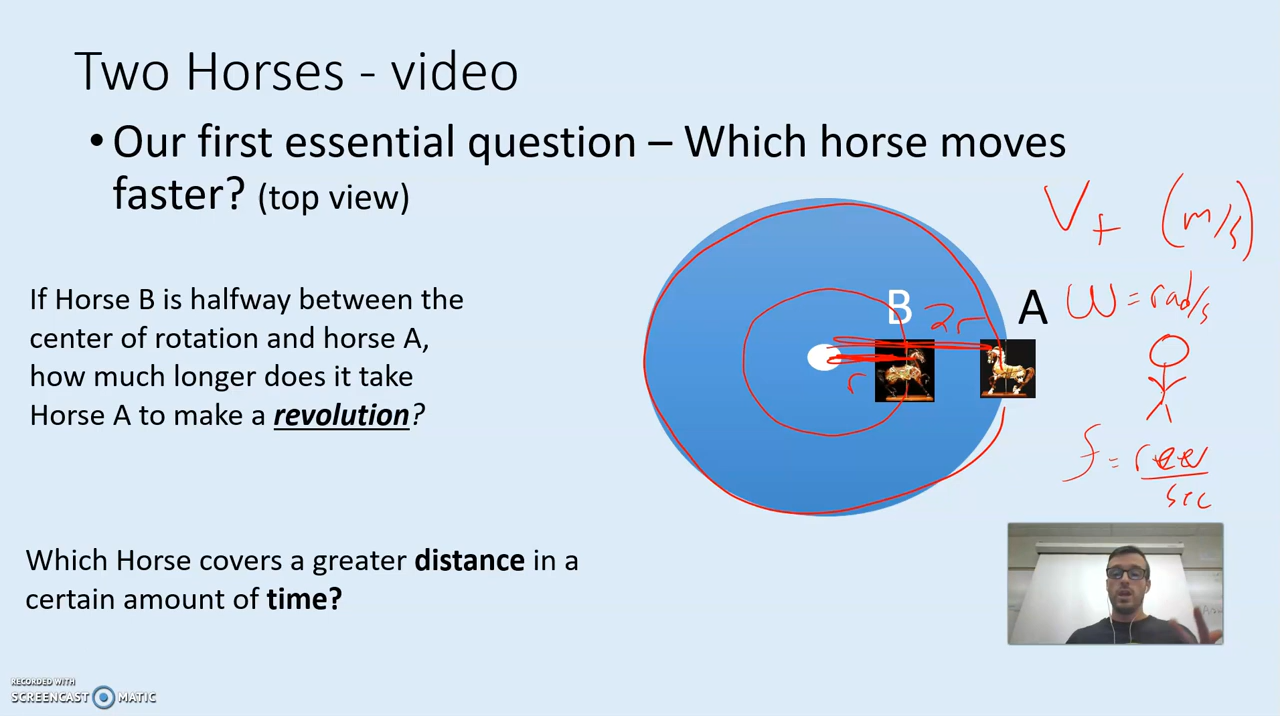 Two Horses - video
• Our first essential question – Which horse moves
faster? (top view)
V_t (m/s)
If Horse B is halfway between the
center of rotation and horse A,
how much longer does it take
Horse A to make a revolution?
B 2r A
r
ω = rad/s
f = rev
sec
Which Horse covers a greater distance in a
certain amount of time?
RECORDED WITH
SCREENCAST MATIC